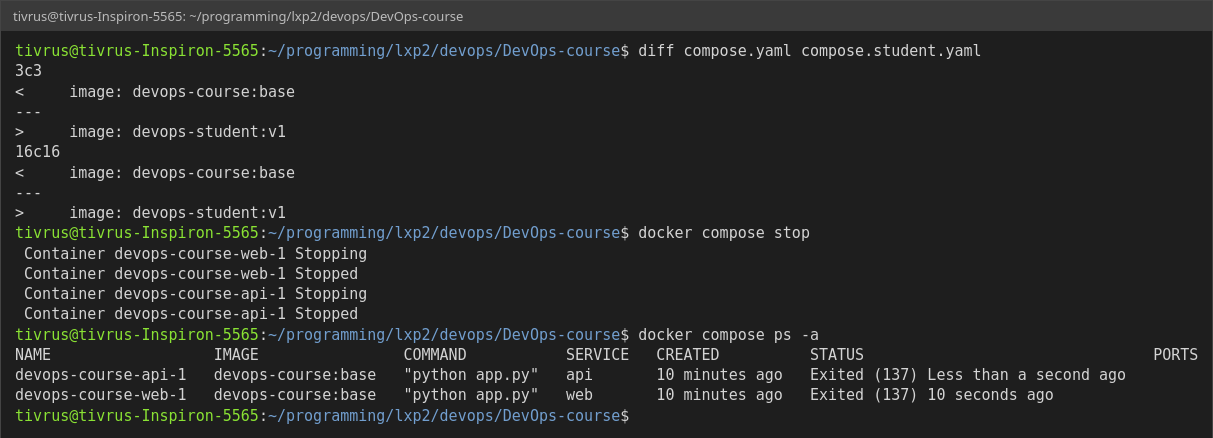 tivrus@tivrus-Inspiron-5565: ~/programming/lxp2/devops/DevOps-course
tivrus@tivrus-Inspiron-5565:~/programming/lxp2/devops/DevOps-course$ diff compose.yaml compose.student.yaml
3c3
<     image: devops-course:base
---
>     image: devops-student:v1
16c16
<     image: devops-course:base
---
>     image: devops-student:v1
tivrus@tivrus-Inspiron-5565:~/programming/lxp2/devops/DevOps-course$ docker compose stop
 Container devops-course-web-1 Stopping
 Container devops-course-web-1 Stopped
 Container devops-course-api-1 Stopping
 Container devops-course-api-1 Stopped
tivrus@tivrus-Inspiron-5565:~/programming/lxp2/devops/DevOps-course$ docker compose ps -a
NAME                  IMAGE                COMMAND           SERVICE   CREATED          STATUS                                PORTS
devops-course-api-1   devops-course:base   "python app.py"   api       10 minutes ago   Exited (137) Less than a second ago
devops-course-web-1   devops-course:base   "python app.py"   web       10 minutes ago   Exited (137) 10 seconds ago
tivrus@tivrus-Inspiron-5565:~/programming/lxp2/devops/DevOps-course$